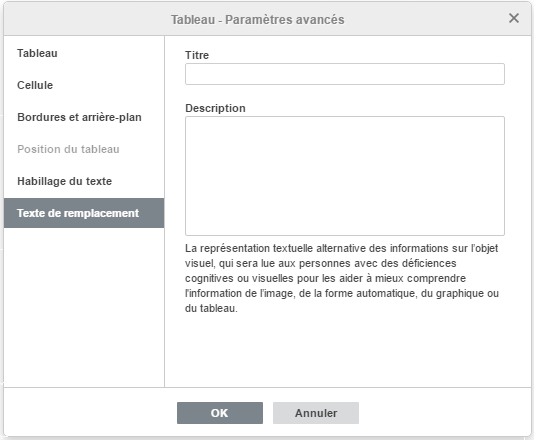 Tableau - Paramètres avancés
Tableau
Cellule
Bordures et arrière-plan
Position du tableau
Habillage du texte
Texte de remplacement
Titre
Description
La représentation textuelle alternative des informations sur l'objet
visuel, qui sera lue aux personnes avec des déficiences
cognitives ou visuelles pour les aider à mieux comprendre
l'information de l'image, de la forme automatique, du graphique ou
du tableau.
OK
Annuler